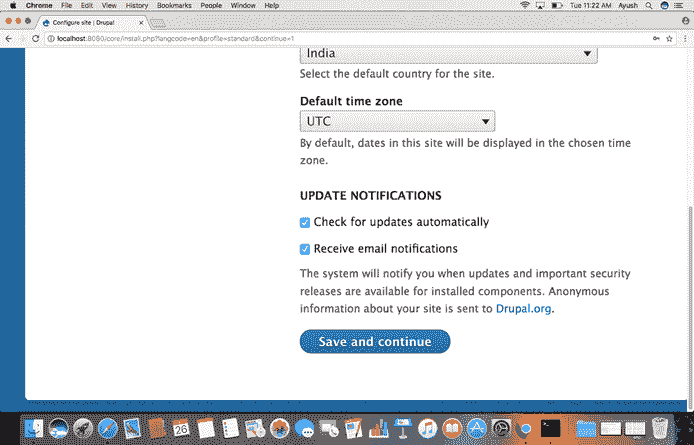 Chrome File Edit View History Bookmarks People Window Help Tue 11:22 AM Ayush
Configure site | Drupal
localhost:8080/core/install.php?langcode=en&profile=standard&continue=1
India
Select the default country for the site.
Default time zone
UTC
By default, dates in this site will be displayed in the chosen time
zone.
UPDATE NOTIFICATIONS
Check for updates automatically
Receive email notifications
The system will notify you when updates and important security
releases are available for installed components. Anonymous
information about your site is sent to Drupal.org.
Save and continue
26